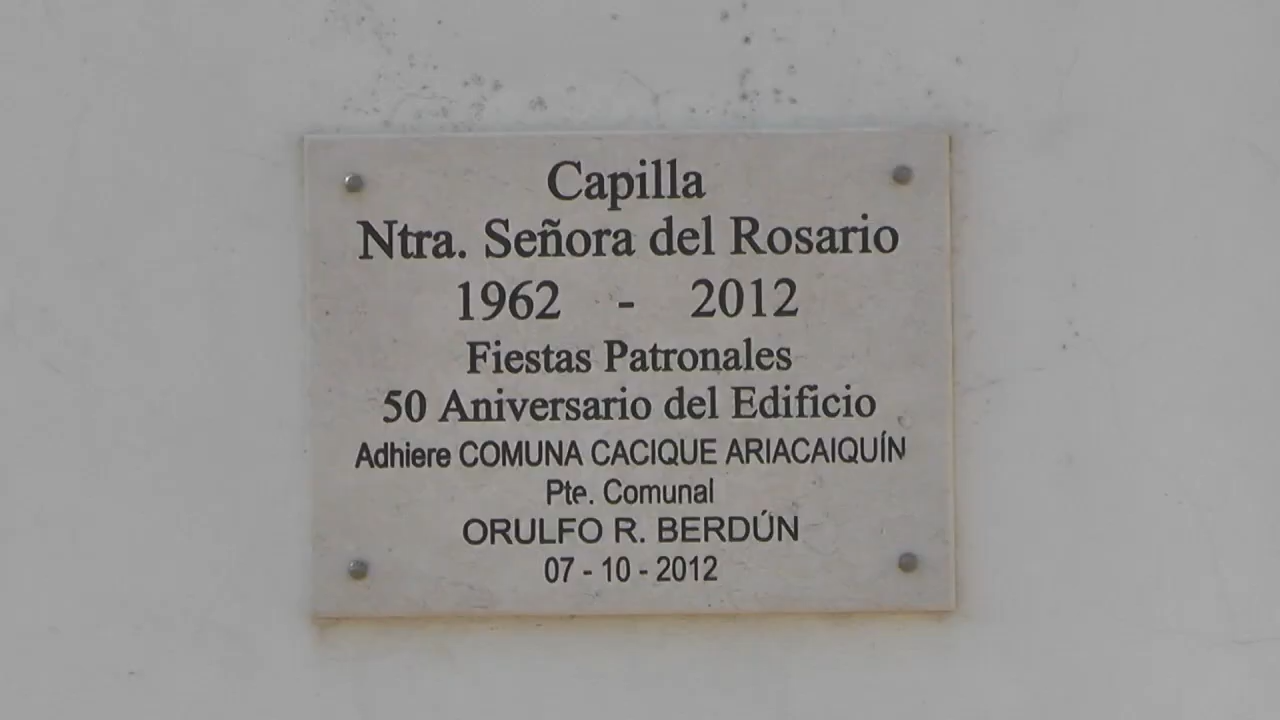 Capilla
Ntra. Señora del Rosario
1962 - 2012
Fiestas Patronales
50 Aniversario del Edificio
Adhiere COMUNA CACIQUE ARIACAIQUÍN
Pte. Comunal
ORULFO R. BERDÚN
07 - 10 - 2012